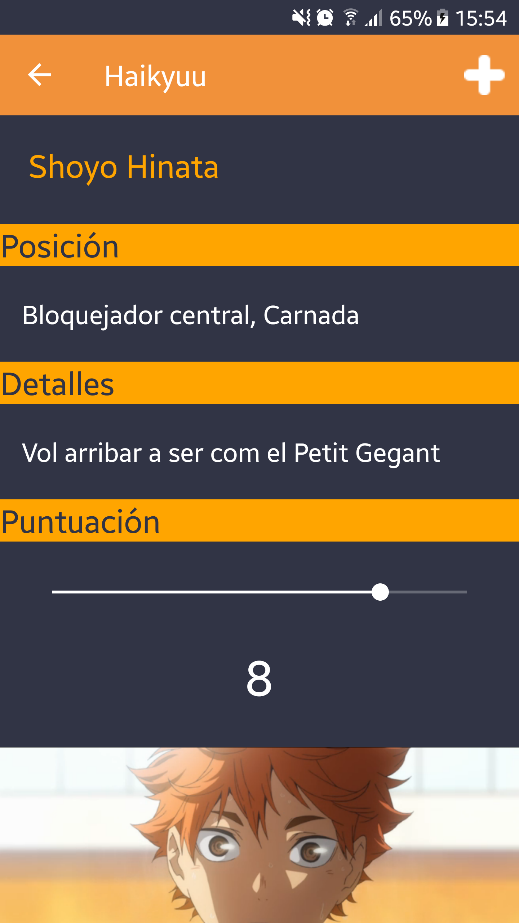 65% 15:54
Haikyuu
Shoyo Hinata
Posición
Bloquejador central, Carnada
Detalles
Vol arribar a ser com el Petit Gegant
Puntuación
8